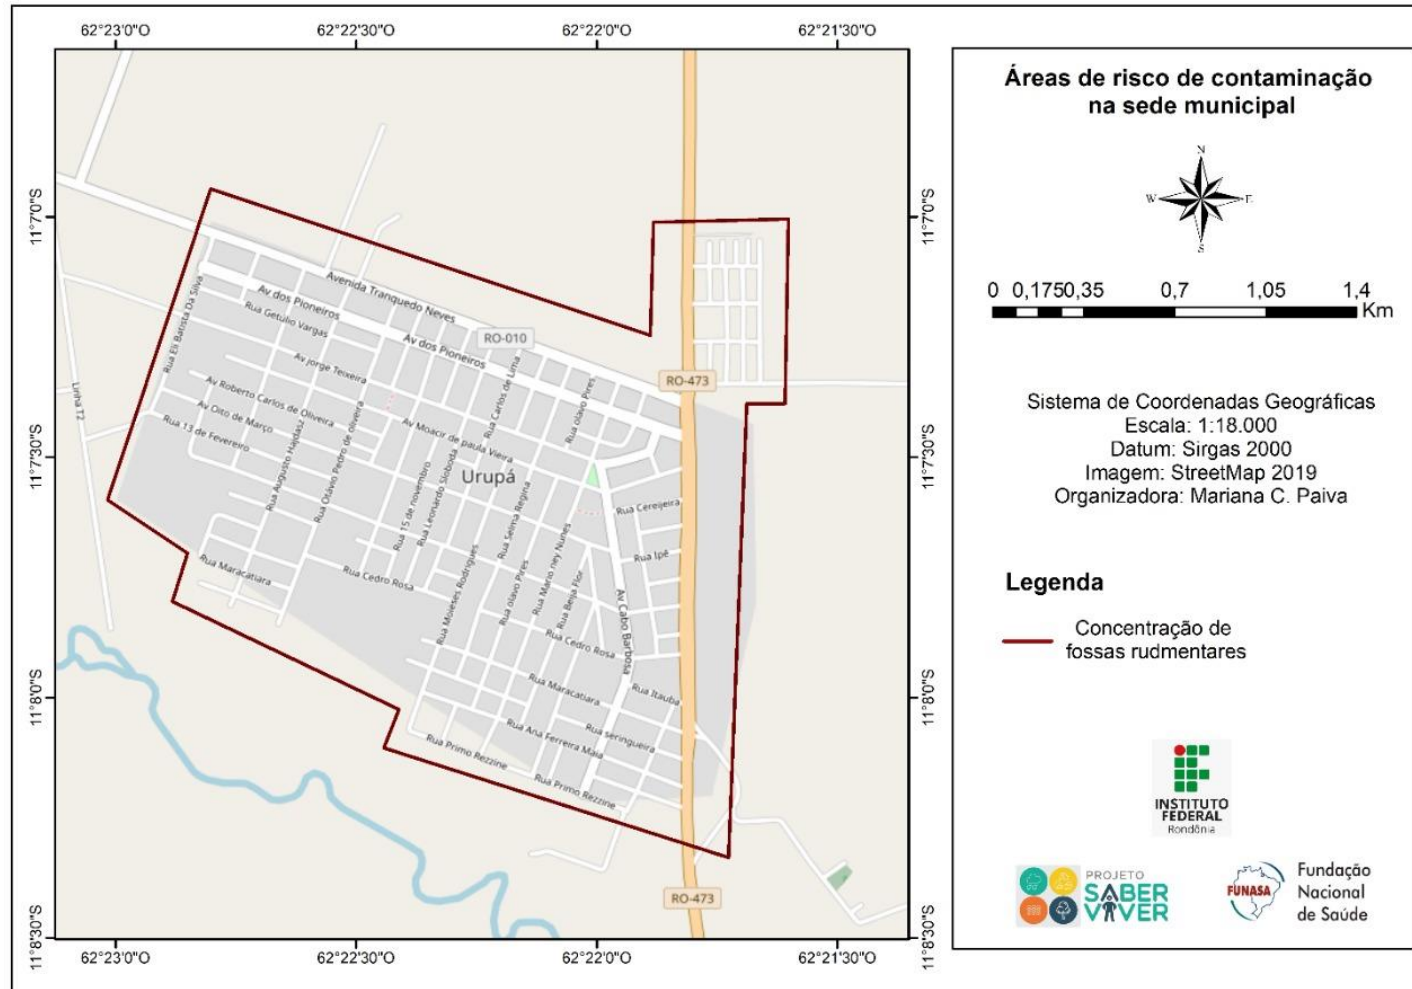 62°23'0"O
62°22'30"O
62°22'0"O
62°21'30"O
11°7'0"S
11°7'30"S
11°8'0"S
11°8'30"S
11°7'0"S
11°7'30"S
11°8'0"S
11°8'30"S
62°23'0"O
62°22'30"O
62°22'0"O
62°21'30"O
Avenida Tranquedo Neves
Av dos Pioneiros
Rua Getulio Vargas
RO-010
Av dos Pioneiros
Rua Eli Batista Da Silva
Av Jorge Teixeira
Rua Carlos de Lima
Rua olavo Pires
RO-473
Linha T2
Av Roberto Carlos de Oliveira
Av Oito de Março
Rua 13 de Fevereiro
Av Moacir de paula Vieira
Rua Augusto Hajdasz
Rua Otávio Pedro de oliveira
Urupá
Rua 15 de novembro
Rua Leonardo Sloboda
Rua Selma Regina
Rua Cerejeira
Rua Ipê
Rua Maracatiara
Rua Cedro Rosa
Rua Moieses Rodrigues
Rua olavo Pires
Rua Mario ney Nunes
Rua Beija Flor
Av Cabo Barbosa
Rua Cedro Rosa
Rua Maracatiara
Rua Itauba
Rua seringueira
Rua Ana Ferreira Maia
Rua Primo Rezzine
Rua Primo Rezzine
RO-473
Áreas de risco de contaminação
na sede municipal
N
W
E
S
0 0,1750,35 0,7 1,05 1,4
Km
Sistema de Coordenadas Geográficas
Escala: 1:18.000
Datum: Sirgas 2000
Imagem: StreetMap 2019
Organizadora: Mariana C. Paiva
Legenda
Concentração de
fossas rudmentares
INSTITUTO
FEDERAL
Rondônia
PROJETO
SABER
VIVER
FUNASA
Fundação
Nacional
de Saúde